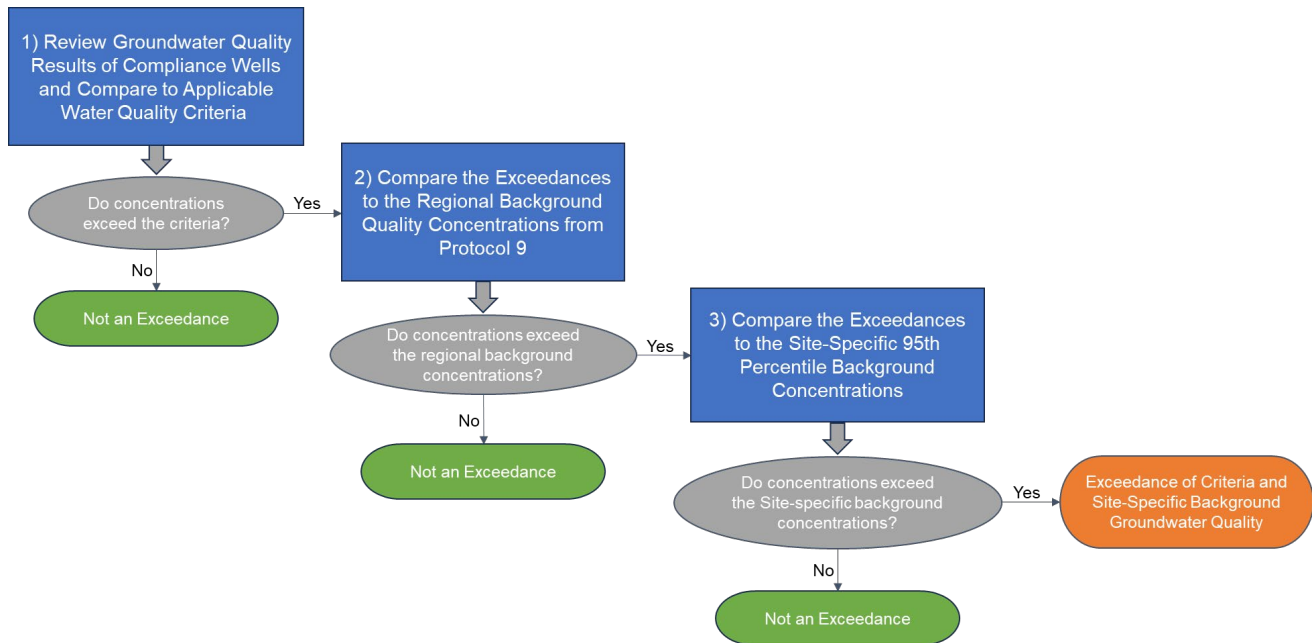 1) Review Groundwater Quality
Results of Compliance Wells
and Compare to Applicable
Water Quality Criteria
Do concentrations
exceed the criteria?
Yes
No
Not an Exceedance
2) Compare the Exceedances
to the Regional Background
Quality Concentrations from
Protocol 9
Do concentrations exceed
the regional background
concentrations?
Yes
No
Not an Exceedance
3) Compare the Exceedances
to the Site-Specific 95th
Percentile Background
Concentrations
Do concentrations exceed
the Site-specific background
concentrations?
Yes
No
Not an Exceedance
Exceedance of Criteria and
Site-Specific Background
Groundwater Quality